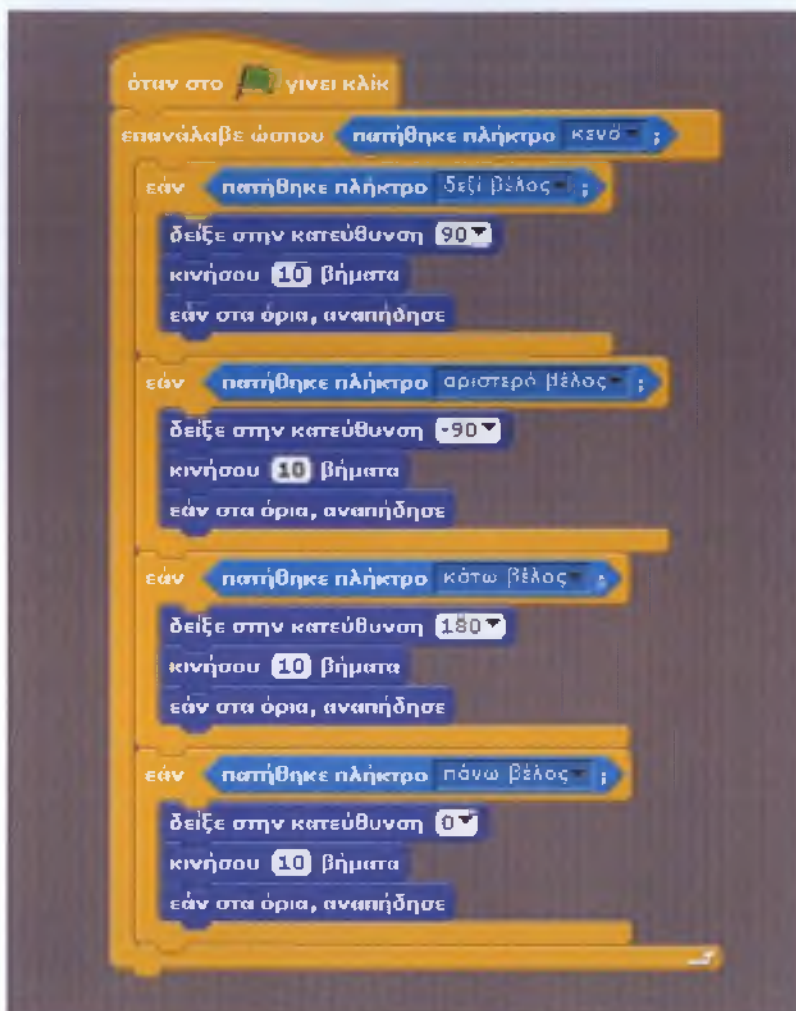 όταν στο γίνει κλίκ
επανάλαβε ώσπου πατήθηκε πλήκτρο κενό ;
εάν πατήθηκε πλήκτρο δεξί βέλος ;
δείξε στην κατεύθυνση 90
κινήσου 10 βήματα
εάν στα όρια, αναπήδησε
εάν πατήθηκε πλήκτρο αριστερό βέλος ;
δείξε στην κατεύθυνση -90
κινήσου 10 βήματα
εάν στα όρια, αναπήδησε
εάν πατήθηκε πλήκτρο κάτω βέλος ;
δείξε στην κατεύθυνση 180
κινήσου 10 βήματα
εάν στα όρια, αναπήδησε
εάν πατήθηκε πλήκτρο πάνω βέλος ;
δείξε στην κατεύθυνση 0
κινήσου 10 βήματα
εάν στα όρια, αναπήδησε